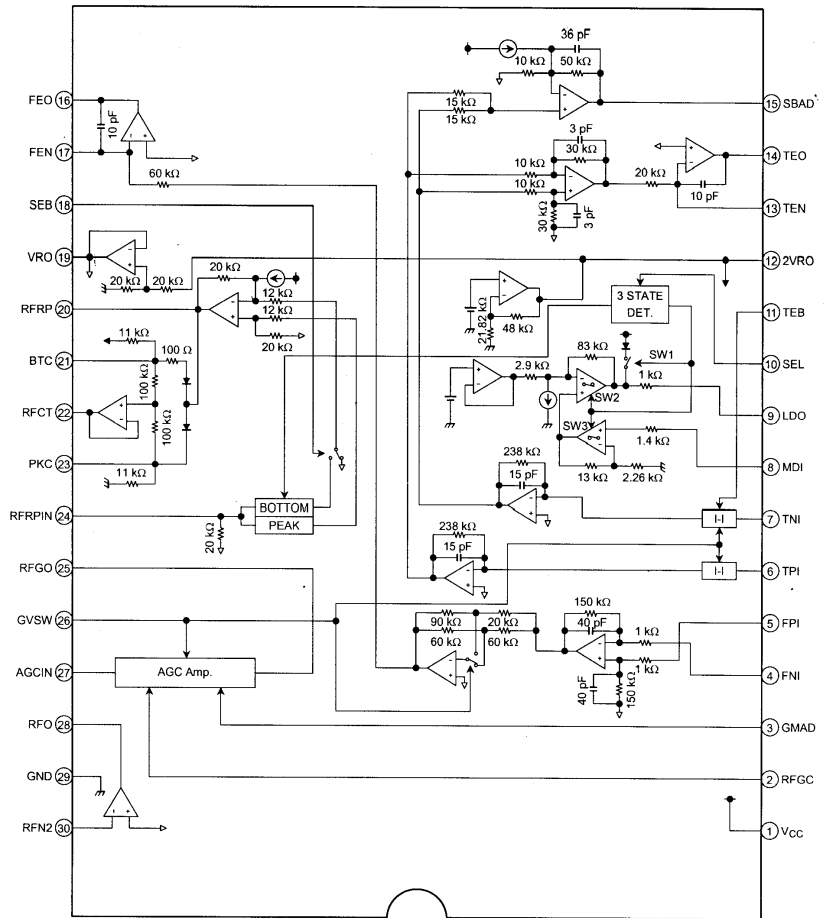 36 pF
10 kΩ
50 kΩ
FEO 16
10 pF
15 kΩ
15 kΩ
15 SBAD
3 pF
30 kΩ
FEN 17
60 kΩ
10 kΩ
10 kΩ
20 kΩ
14 TEO
10 pF
30 kΩ
3 pF
SEB 18
13 TEN
VRO 19
20 kΩ
20 kΩ
12 2VRO
20 kΩ
12 kΩ
12 kΩ
20 kΩ
RFRP 20
21.82 kΩ
48 kΩ
3 STATE
DET.
11 TEB
11 kΩ
BTC 21
100 Ω
100 kΩ
83 kΩ
SW1
10 SEL
2.9 kΩ
1 kΩ
SW2
RFCT 22
9 LDO
100 kΩ
SW3
1.4 kΩ
PKC 23
8 MDI
11 kΩ
238 kΩ
13 kΩ
2.26 kΩ
15 pF
BOTTOM
RFRPIN 24
PEAK
I-I
7 TNI
20 kΩ
238 kΩ
15 pF
RFGO 25
I-I
6 TPI
150 kΩ
GVSW 26
90 kΩ
20 kΩ
40 pF
1 kΩ
5 FPI
60 kΩ
60 kΩ
AGCIN 27
AGC Amp.
1 kΩ
4 FNI
40 pF
150 kΩ
RFO 28
3 GMAD
GND 29
2 RFGC
RFN2 30
1 VCC